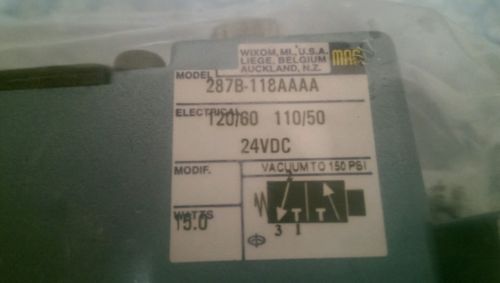 WIXOM, MI., U.S.A.
LIEGE, BELGIUM
AUCKLAND, N.Z.
MAC
MODEL
287B-118AAAA
ELECTRICAL
120/60 110/50
24VDC
MODIF.
VACUUM TO 150 PSI
2
WATTS
15.0
3 1